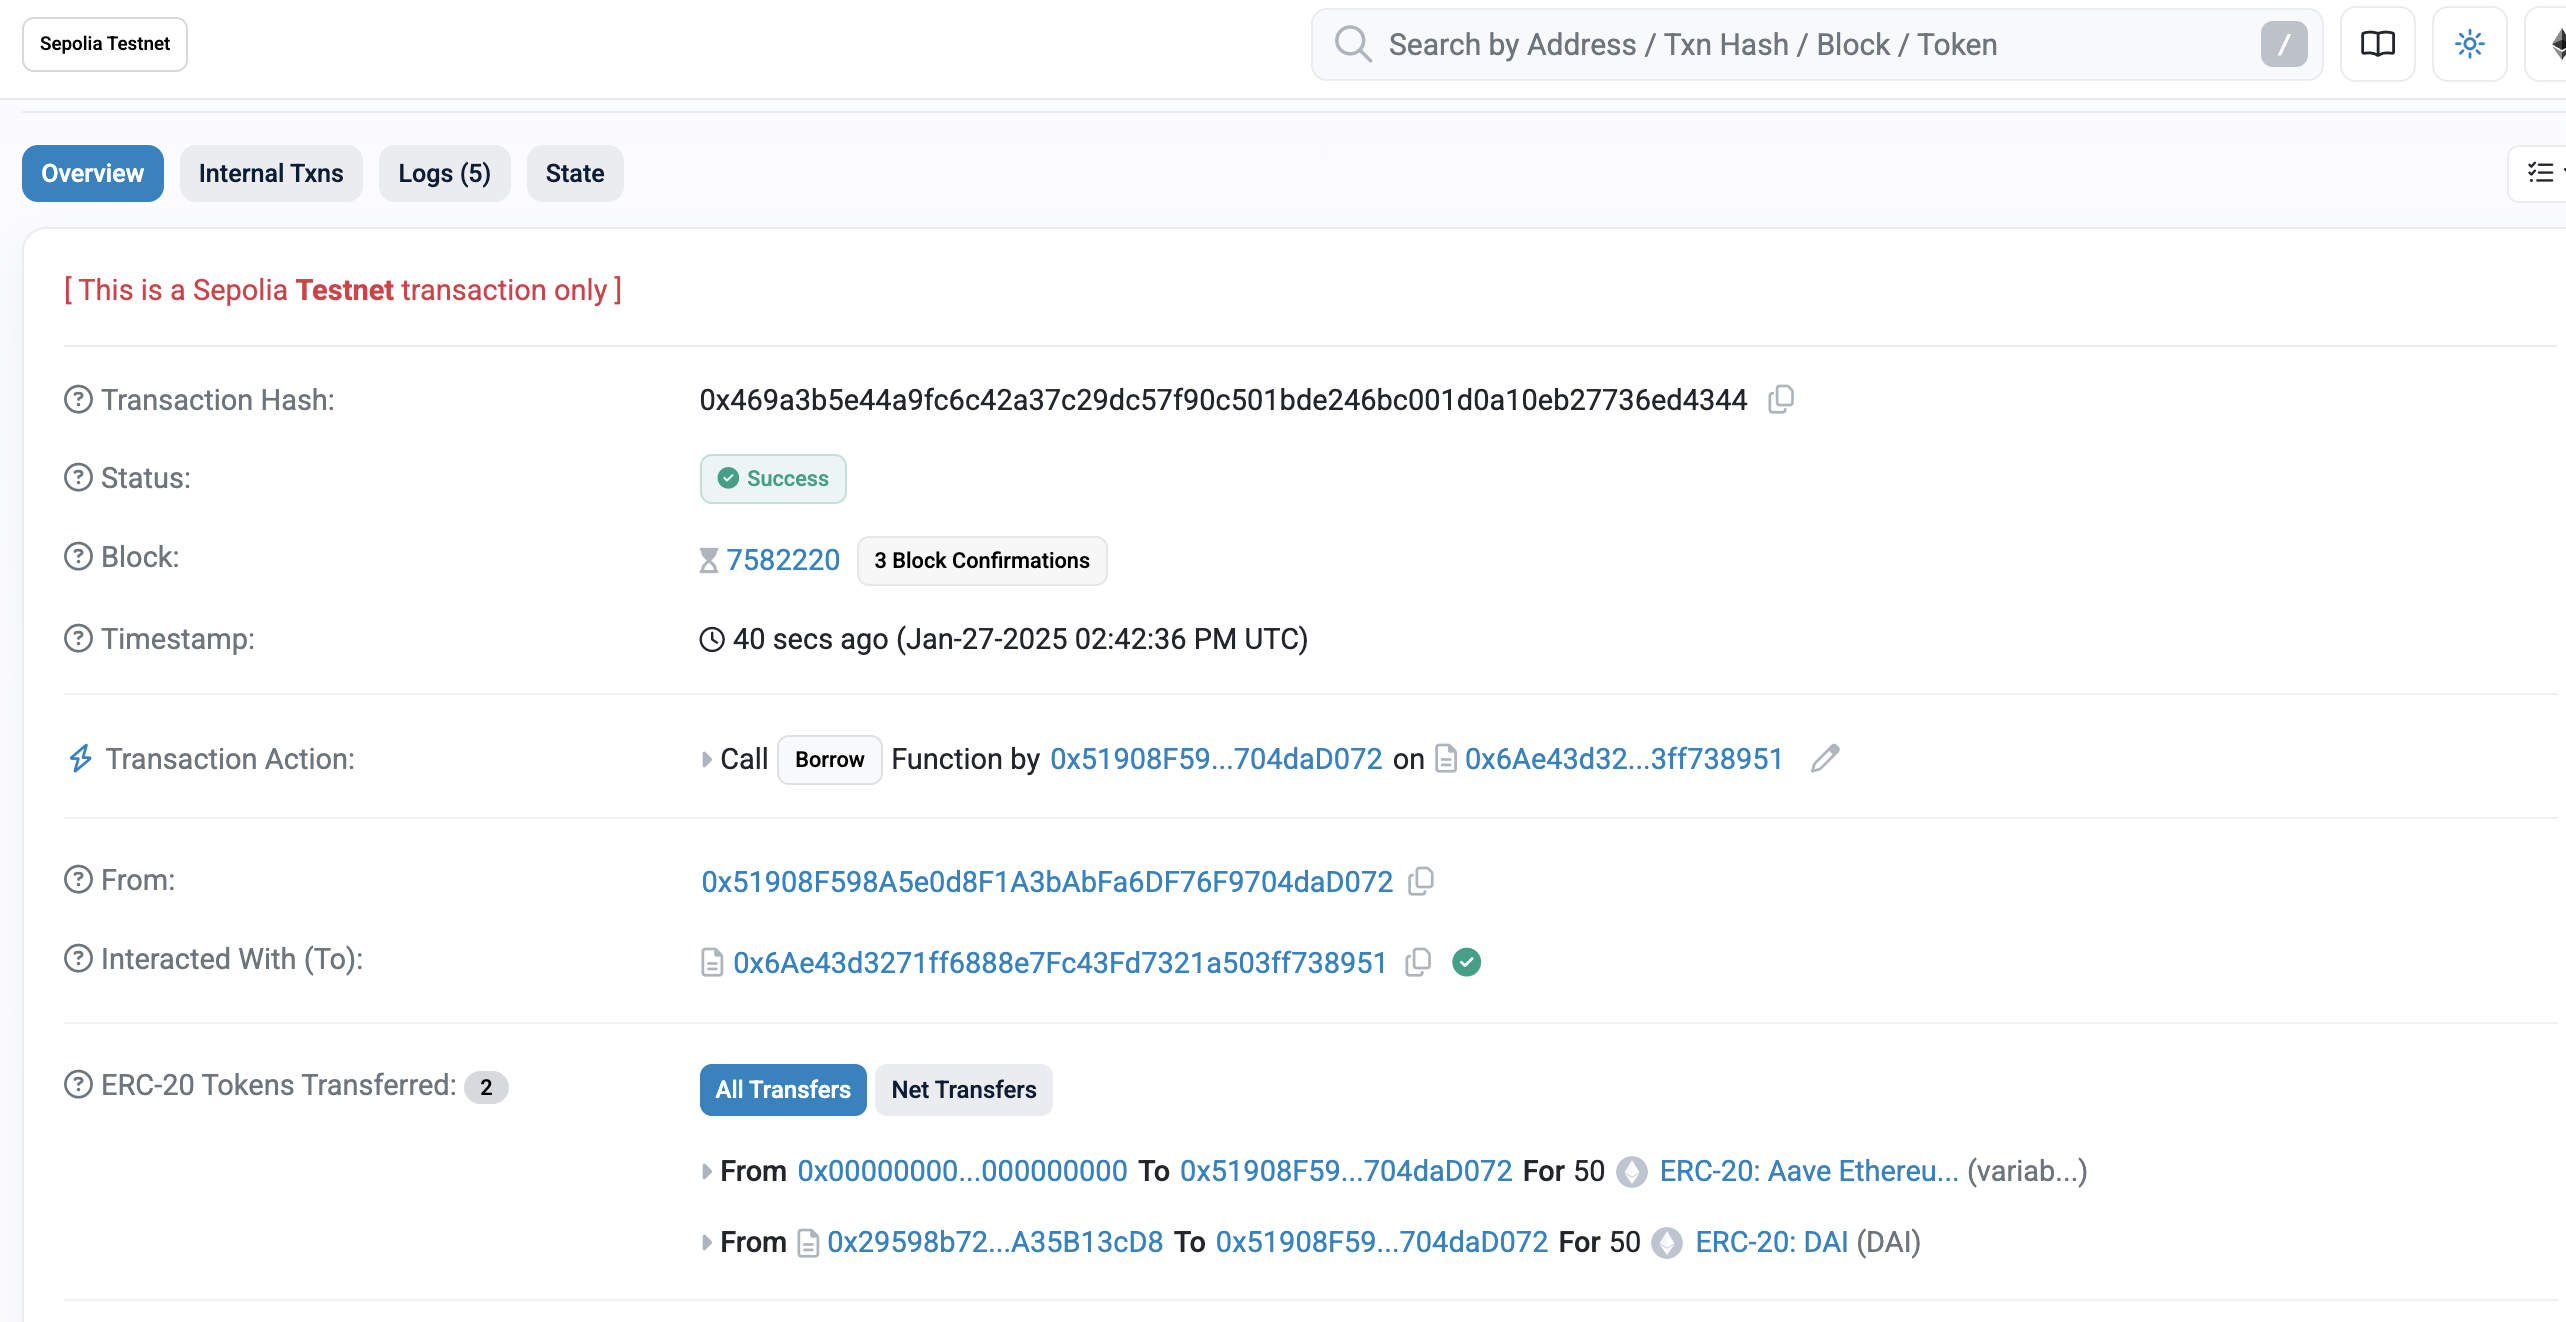 Sepolia Testnet
Search by Address / Txn Hash / Block / Token /
Overview Internal Txns Logs (5) State
[ This is a Sepolia Testnet transaction only ]
Transaction Hash: 0x469a3b5e44a9fc6c42a37c29dc57f90c501bde246bc001d0a10eb27736ed4344
Status: Success
Block: 7582220 3 Block Confirmations
Timestamp: 40 secs ago (Jan-27-2025 02:42:36 PM UTC)
Transaction Action: Call Borrow Function by 0x51908F59...704daD072 on 0x6Ae43d32...3ff738951
From: 0x51908F598A5e0d8F1A3bAbFa6DF76F9704daD072
Interacted With (To): 0x6Ae43d3271ff6888e7Fc43Fd7321a503ff738951
ERC-20 Tokens Transferred: 2 All Transfers Net Transfers
From 0x00000000...000000000 To 0x51908F59...704daD072 For 50 ERC-20: Aave Ethereu... (variab...)
From 0x29598b72...A35B13cD8 To 0x51908F59...704daD072 For 50 ERC-20: DAI (DAI)